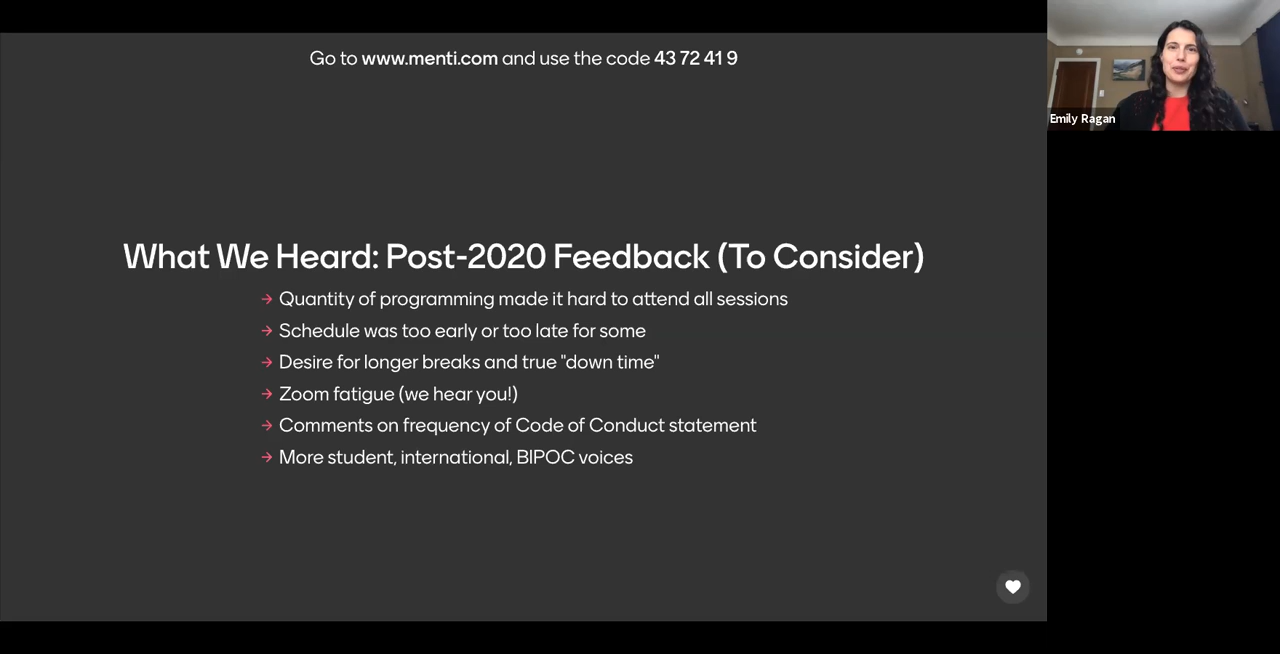 Go to www.menti.com and use the code 43 72 41 9
Emily Ragan
What We Heard: Post-2020 Feedback (To Consider)
→ Quantity of programming made it hard to attend all sessions
→ Schedule was too early or too late for some
→ Desire for longer breaks and true "down time"
→ Zoom fatigue (we hear you!)
→ Comments on frequency of Code of Conduct statement
→ More student, international, BIPOC voices